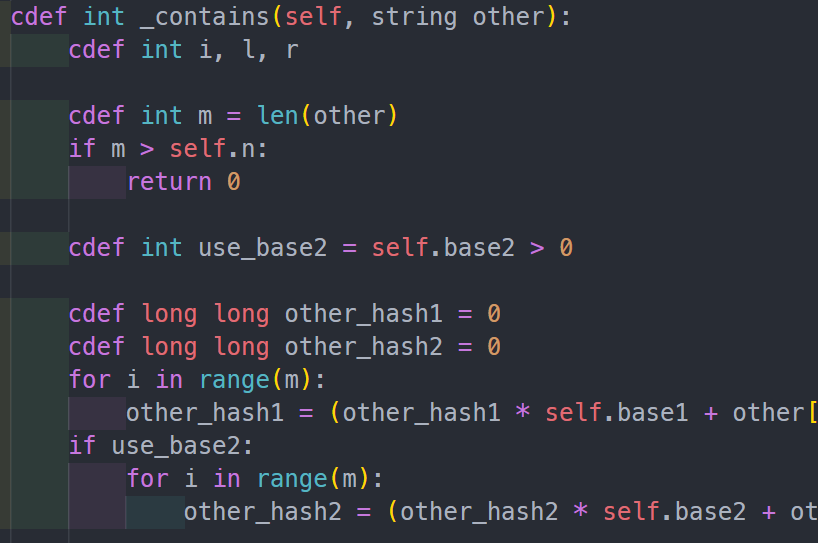 cdef int _contains(self, string other):
    cdef int i, l, r
    cdef int m = len(other)
    if m > self.n:
        return 0
    cdef int use_base2 = self.base2 > 0
    cdef long long other_hash1 = 0
    cdef long long other_hash2 = 0
    for i in range(m):
        other_hash1 = (other_hash1 * self.base1 + other[
    if use_base2:
        for i in range(m):
            other_hash2 = (other_hash2 * self.base2 + ot